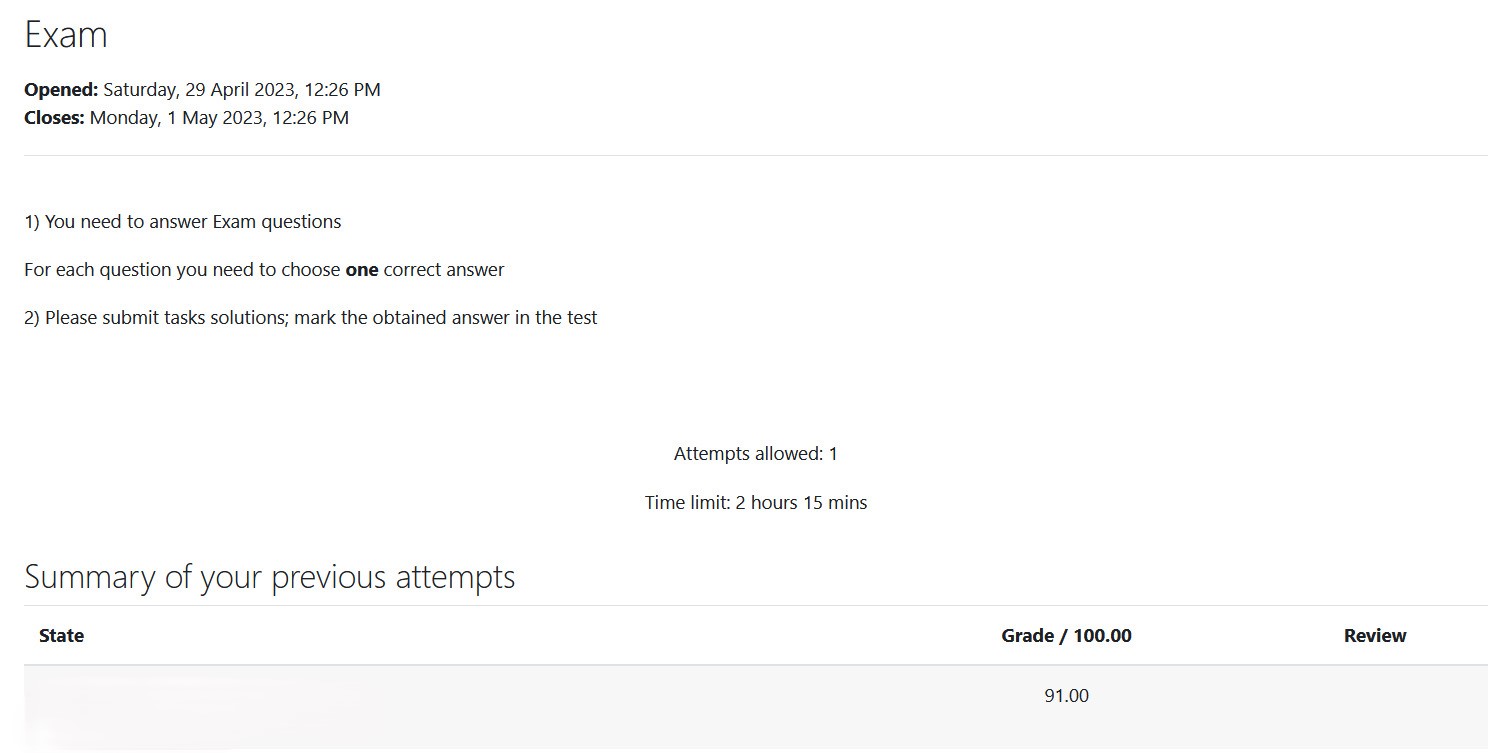 Exam
Opened: Saturday, 29 April 2023, 12:26 PM
Closes: Monday, 1 May 2023, 12:26 PM
1) You need to answer Exam questions
For each question you need to choose one correct answer
2) Please submit tasks solutions; mark the obtained answer in the test
Attempts allowed: 1
Time limit: 2 hours 15 mins
Summary of your previous attempts
State Grade / 100.00 Review
91.00